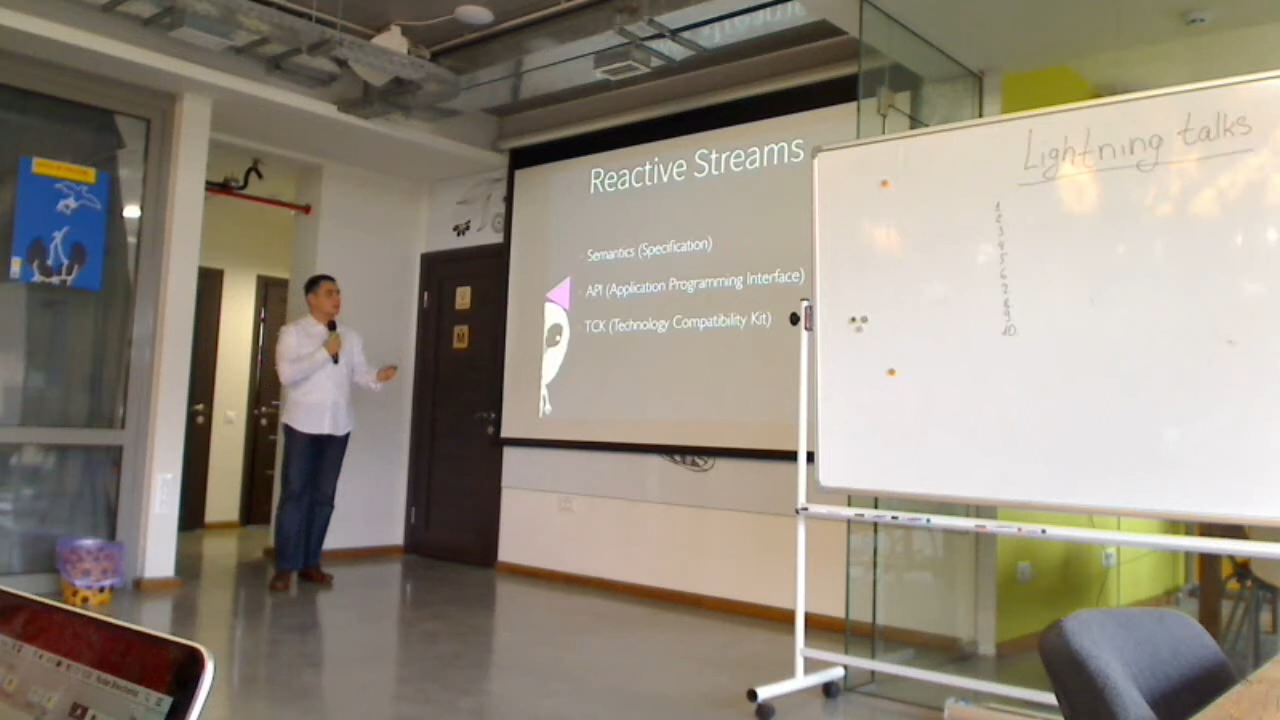 Reactive Streams
Semantics (Specification)
API (Application Programming Interface)
TCK (Technology Compatibility Kit)
Lightning talks
1
2
3
4
5
6
7
8
9
10
M